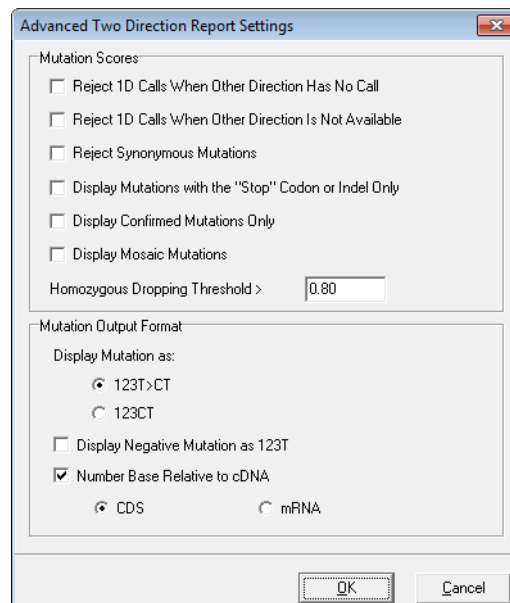 Advanced Two Direction Report Settings
Mutation Scores
Reject 1D Calls When Other Direction Has No Call
Reject 1D Calls When Other Direction Is Not Available
Reject Synonymous Mutations
Display Mutations with the "Stop" Codon or Indel Only
Display Confirmed Mutations Only
Display Mosaic Mutations
Homozygous Dropping Threshold > 0.80
Mutation Output Format
Display Mutation as:
123T>CT
123CT
Display Negative Mutation as 123T
Number Base Relative to cDNA
CDS mRNA
OK Cancel